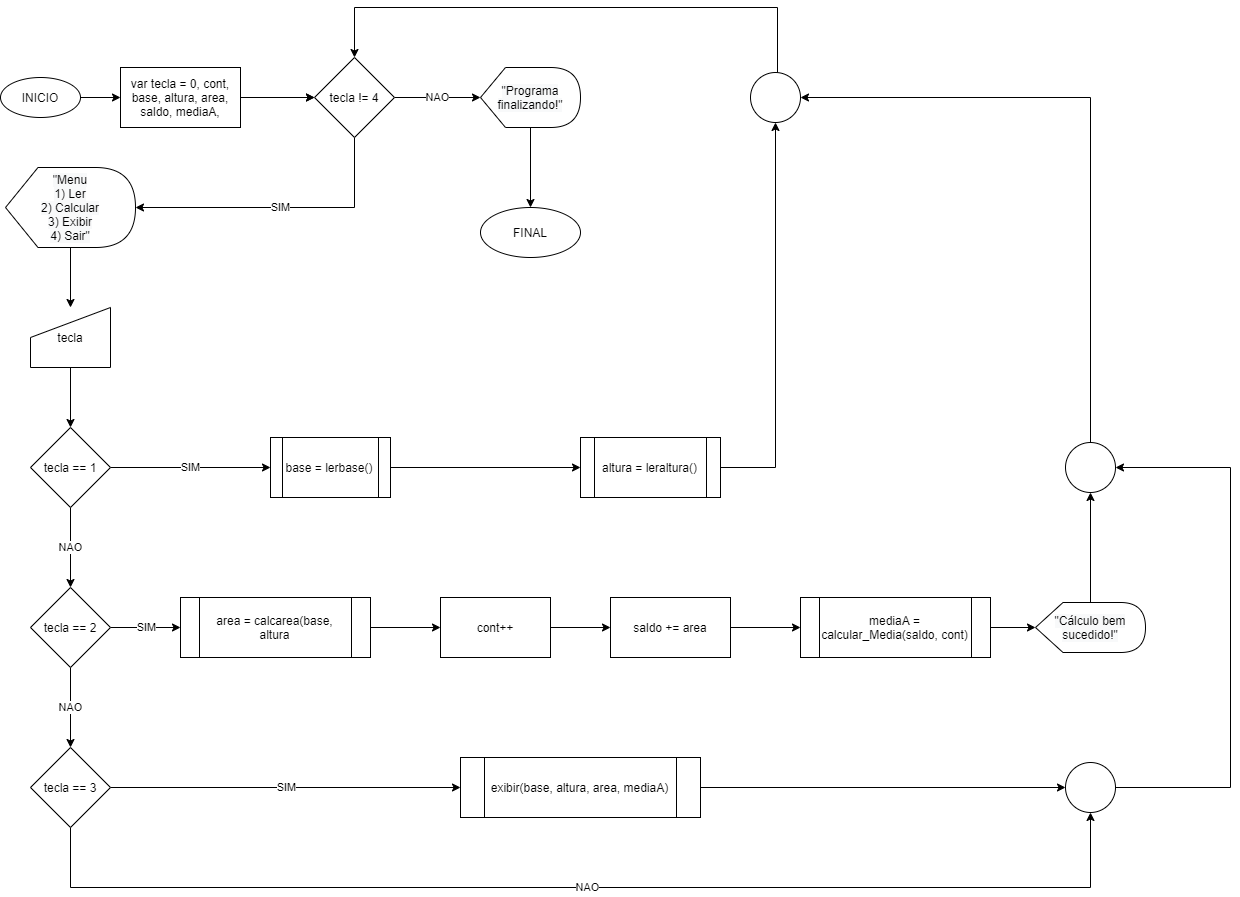 INICIO
var tecla = 0, cont,
base, altura, area,
saldo, mediaA,
tecla != 4
NAO
"Programa
finalizando!"
FINAL
SIM
"Menu
1) Ler
2) Calcular
3) Exibir
4) Sair"
tecla
tecla == 1
SIM
base = lerbase()
altura = leraltura()
NAO
tecla == 2
SIM
area = calcarea(base,
altura
cont++
saldo += area
mediaA =
calcular_Media(saldo, cont)
"Cálculo bem
sucedido!"
NAO
tecla == 3
SIM
exibir(base, altura, area, mediaA)
NAO